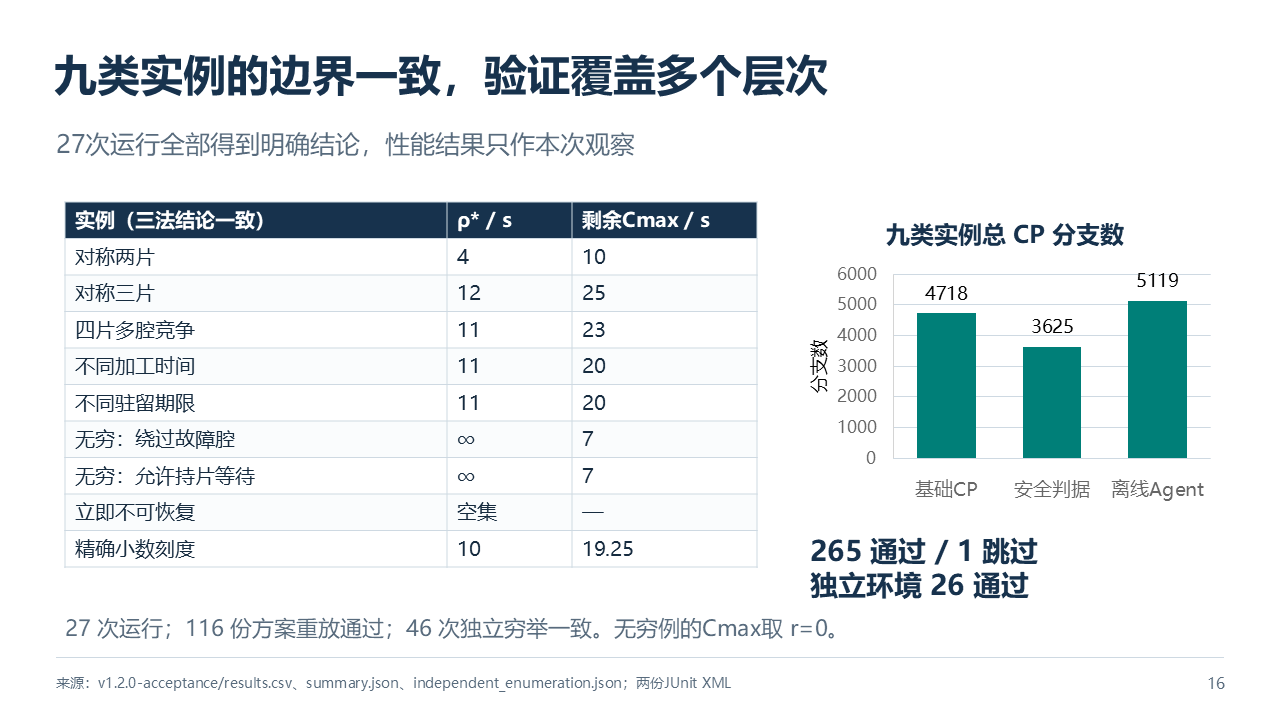 九类实例的边界一致，验证覆盖多个层次
27次运行全部得到明确结论，性能结果只作本次观察
实例（三法结论一致） ρ* / s 剩余Cmax / s
对称两片 4 10
对称三片 12 25
四片多腔竞争 11 23
不同加工时间 11 20
不同驻留期限 11 20
无穷：绕过故障腔 ∞ 7
无穷：允许持片等待 ∞ 7
立即不可恢复 空集 —
精确小数刻度 10 19.25
九类实例总 CP 分支数
分支数
6000
5000
4000
3000
2000
1000
0
4718
3625
5119
基础CP 安全判据 离线Agent
265 通过 / 1 跳过
独立环境 26 通过
27 次运行；116 份方案重放通过；46 次独立穷举一致。无穷例的Cmax取 r=0。
来源：v1.2.0-acceptance/results.csv、summary.json、independent_enumeration.json；两份JUnit XML
16